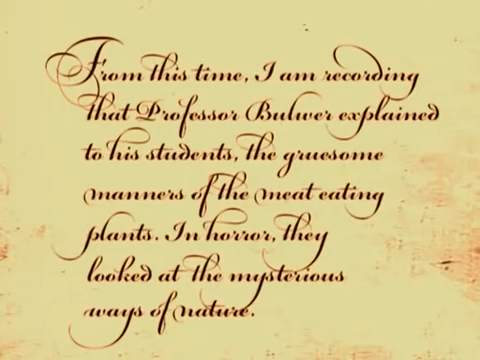 From this time, I am recording
that Professor Bulwer explained
to his students, the gruesome
manners of the meat eating
plants. In horror, they
looked at the mysterious
ways of nature.